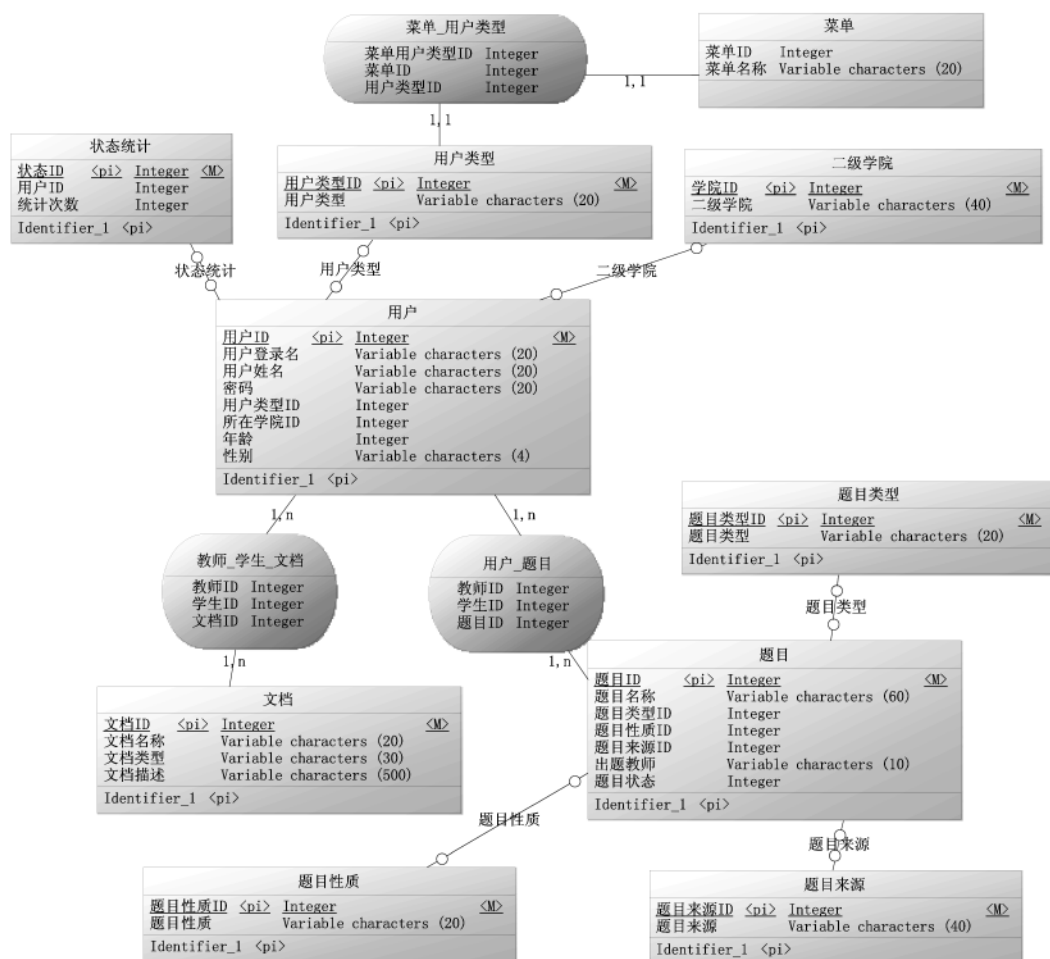 菜单_用户类型
菜单用户类型ID Integer
菜单ID Integer
用户类型ID Integer
菜单
菜单ID Integer
菜单名称 Variable characters (20)
1,1
1,1
状态统计
状态ID <pi> Integer <M>
用户ID Integer
统计次数 Integer
Identifier_1 <pi>
用户类型
用户类型ID <pi> Integer <M>
用户类型 Variable characters (20)
Identifier_1 <pi>
二级学院
学院ID <pi> Integer <M>
二级学院 Variable characters (40)
Identifier_1 <pi>
状态统计
用户类型
二级学院
用户
用户ID <pi> Integer <M>
用户登录名 Variable characters (20)
用户姓名 Variable characters (20)
密码 Variable characters (20)
用户类型ID Integer
所在学院ID Integer
年龄 Integer
性别 Variable characters (4)
Identifier_1 <pi>
1,n
1,n
教师_学生_文档
教师ID Integer
学生ID Integer
文档ID Integer
用户_题目
教师ID Integer
学生ID Integer
题目ID Integer
题目类型
题目类型ID <pi> Integer <M>
题目类型 Variable characters (20)
Identifier_1 <pi>
题目类型
1,n
1,n
文档
文档ID <pi> Integer <M>
文档名称 Variable characters (20)
文档类型 Variable characters (30)
文档描述 Variable characters (500)
Identifier_1 <pi>
题目
题目ID <pi> Integer <M>
题目名称 Variable characters (60)
题目类型ID Integer
题目性质ID Integer
题目来源ID Integer
出题教师 Variable characters (10)
题目状态 Integer
Identifier_1 <pi>
题目性质
题目来源
题目性质
题目性质ID <pi> Integer <M>
题目性质 Variable characters (20)
Identifier_1 <pi>
题目来源
题目来源ID <pi> Integer <M>
题目来源 Variable characters (40)
Identifier_1 <pi>